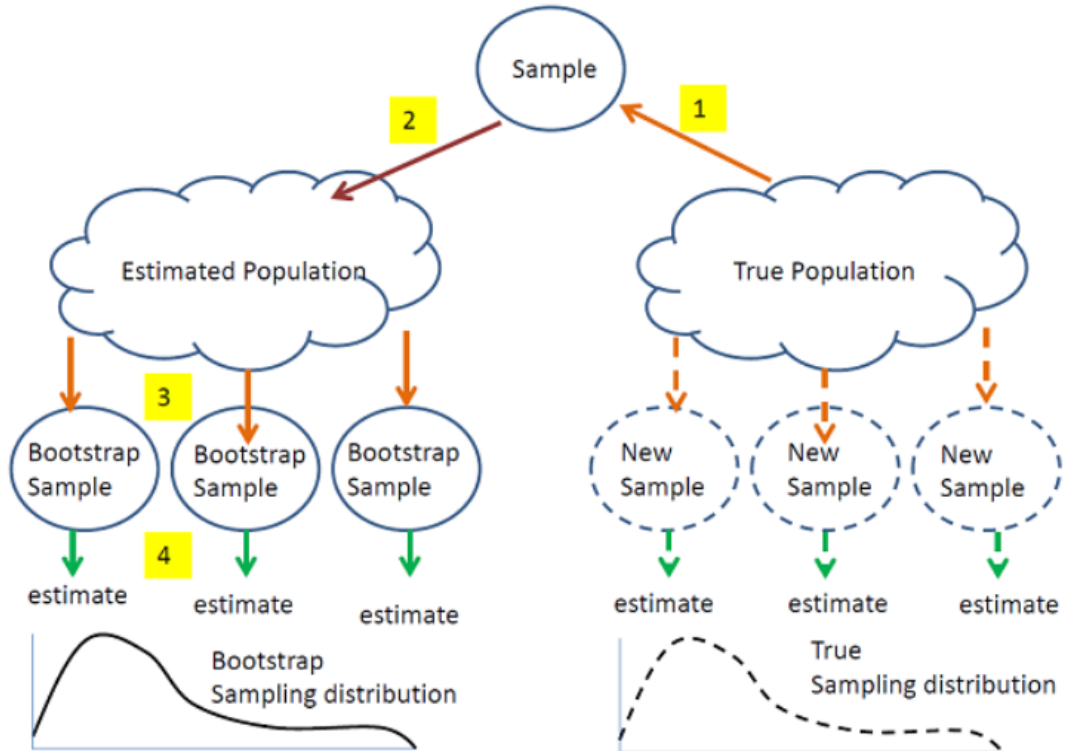 Sample
1
2
Estimated Population
True Population
3
Bootstrap
Sample
Bootstrap
Sample
Bootstrap
Sample
New
Sample
New
Sample
New
Sample
4
estimate
estimate
estimate
estimate
estimate
estimate
Bootstrap
Sampling distribution
True
Sampling distribution